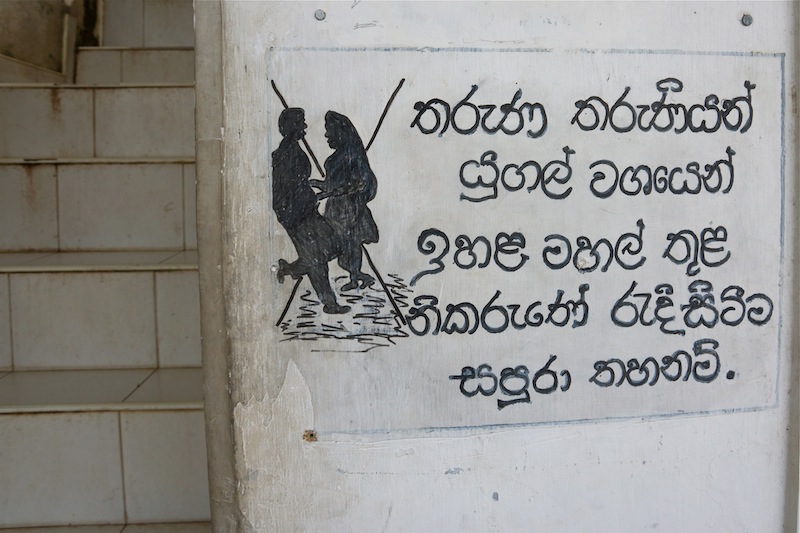 තරුණ තරුණියන්
යුගල් වශයෙන්
ඉහළ මහල් තුළ
නිකරුණේ රැඳීසිටීම
සපුරා තහනම්.